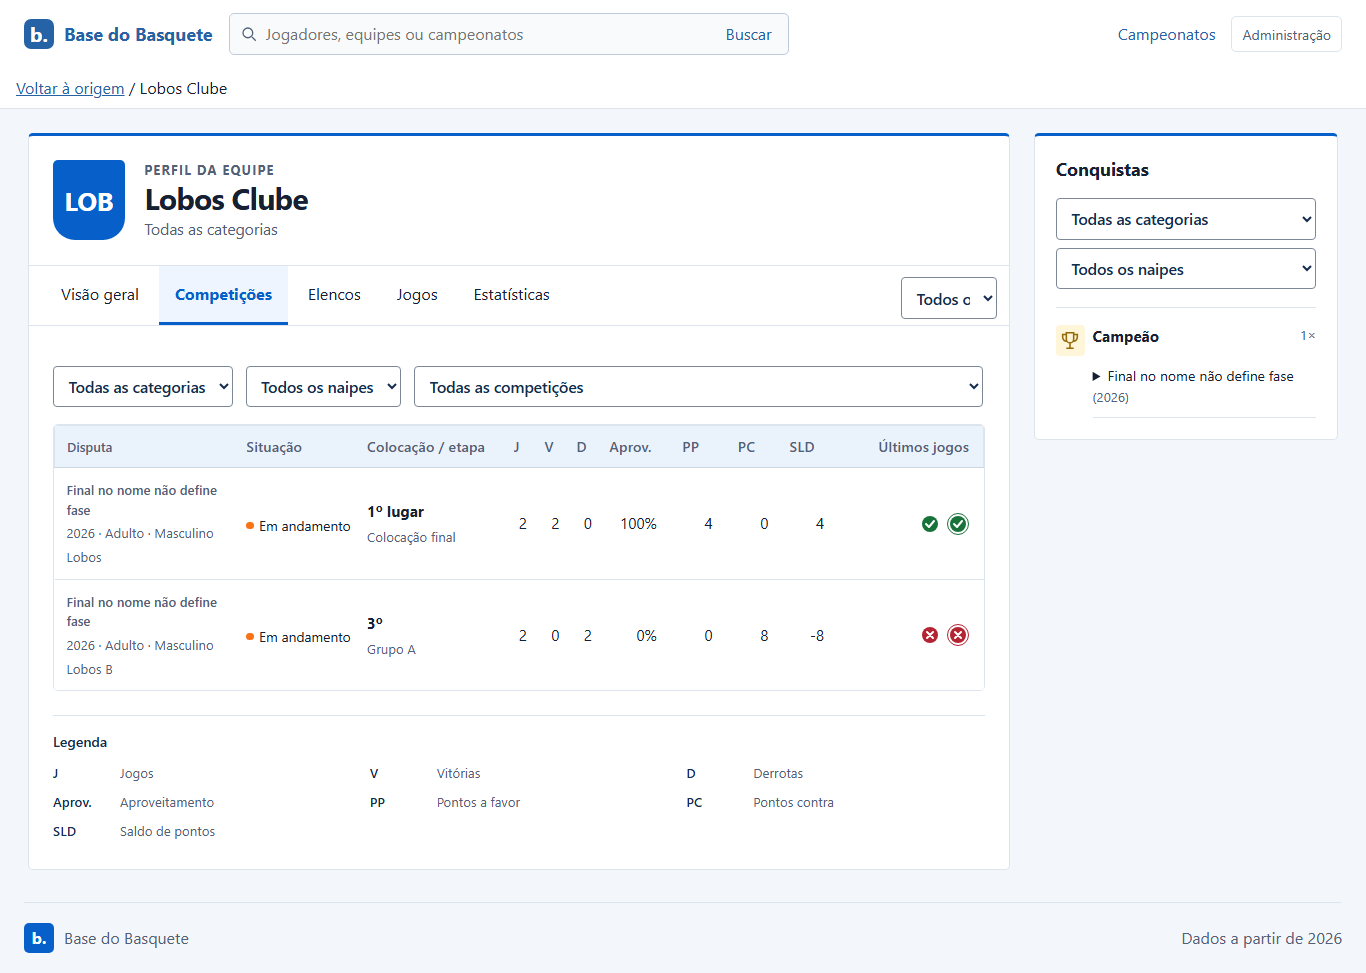 b. Base do Basquete
Jogadores, equipes ou campeonatos
Buscar
Campeonatos
Administração
Voltar à origem / Lobos Clube
LOB
PERFIL DA EQUIPE
Lobos Clube
Todas as categorias
Visão geral
Competições
Elencos
Jogos
Estatísticas
Todos o
Todas as categorias
Todos os naipes
Todas as competições
Disputa Situação Colocação / etapa J V D Aprov. PP PC SLD Últimos jogos
Final no nome não define
fase
2026 · Adulto · Masculino
Lobos
Em andamento
1º lugar
Colocação final
2 2 0 100% 4 0 4
Final no nome não define
fase
2026 · Adulto · Masculino
Lobos B
Em andamento
3º
Grupo A
2 0 2 0% 0 8 -8
Legenda
J Jogos V Vitórias D Derrotas
Aprov. Aproveitamento PP Pontos a favor PC Pontos contra
SLD Saldo de pontos
Conquistas
Todas as categorias
Todos os naipes
Campeão 1×
Final no nome não define fase
(2026)
b. Base do Basquete
Dados a partir de 2026